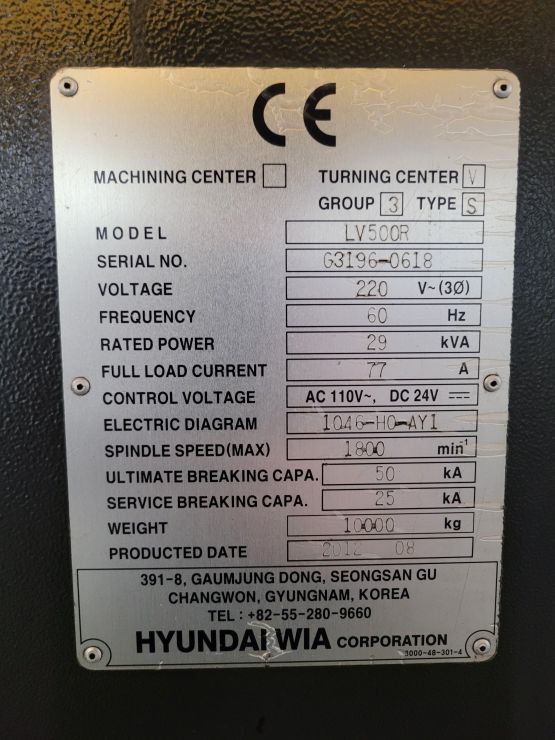 CE
MACHINING CENTER TURNING CENTER V
GROUP 3 TYPE S
MODEL LV500R
SERIAL NO. G3196-0618
VOLTAGE 220 V~(3Ø)
FREQUENCY 60 Hz
RATED POWER 29 kVA
FULL LOAD CURRENT 77 A
CONTROL VOLTAGE AC 110V~, DC 24V
ELECTRIC DIAGRAM 1046-H0-AY1
SPINDLE SPEED(MAX) 1800 min⁻¹
ULTIMATE BREAKING CAPA. 50 kA
SERVICE BREAKING CAPA. 25 kA
WEIGHT 10000 kg
PRODUCTED DATE 2012 08
391-8, GAUMJUNG DONG, SEONGSAN GU
CHANGWON, GYUNGNAM, KOREA
TEL : +82-55-280-9660
HYUNDAI WIA CORPORATION
3000-48-301-4